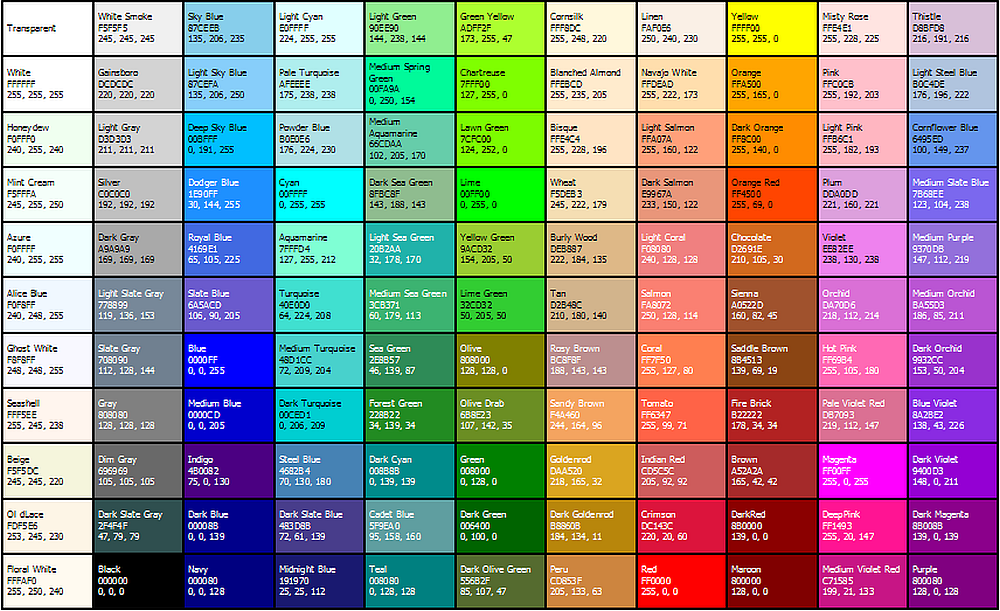 Transparent
White Smoke
F5F5F5
245, 245, 245
Sky Blue
87CEEB
135, 206, 235
Light Cyan
E0FFFF
224, 255, 255
Light Green
90EE90
144, 238, 144
Green Yellow
ADFF2F
173, 255, 47
Cornsilk
FFF8DC
255, 248, 220
Linen
FAF0E6
250, 240, 230
Yellow
FFFF00
255, 255, 0
Misty Rose
FFE4E1
255, 228, 225
Thistle
D8BFD8
216, 191, 216
White
FFFFFF
255, 255, 255
Gainsboro
DCDCDC
220, 220, 220
Light Sky Blue
87CEFA
135, 206, 250
Pale Turquoise
AFEEEE
175, 238, 238
Medium Spring
Green
00FA9A
0, 250, 154
Chartreuse
7FFF00
127, 255, 0
Blanched Almond
FFEBCD
255, 235, 205
Navajo White
FFDEAD
255, 222, 173
Orange
FFA500
255, 165, 0
Pink
FFC0CB
255, 192, 203
Light Steel Blue
B0C4DE
176, 196, 222
Honeydew
F0FFF0
240, 255, 240
Light Gray
D3D3D3
211, 211, 211
Deep Sky Blue
00BFFF
0, 191, 255
Powder Blue
B0E0E6
176, 224, 230
Medium
Aquamarine
66CDAA
102, 205, 170
Lawn Green
7CFC00
124, 252, 0
Bisque
FFE4C4
255, 228, 196
Light Salmon
FFA07A
255, 160, 122
Dark Orange
FF8C00
255, 140, 0
Light Pink
FFB6C1
255, 182, 193
Cornflower Blue
6495ED
100, 149, 237
Mint Cream
F5FFFA
245, 255, 250
Silver
C0C0C0
192, 192, 192
Dodger Blue
1E90FF
30, 144, 255
Cyan
00FFFF
0, 255, 255
Dark Sea Green
8FBC8F
143, 188, 143
Lime
00FF00
0, 255, 0
Wheat
F5DEB3
245, 222, 179
Dark Salmon
E9967A
233, 150, 122
Orange Red
FF4500
255, 69, 0
Plum
DDA0DD
221, 160, 221
Medium Slate Blue
7B68EE
123, 104, 238
Azure
F0FFFF
240, 255, 255
Dark Gray
A9A9A9
169, 169, 169
Royal Blue
4169E1
65, 105, 225
Aquamarine
7FFFD4
127, 255, 212
Light Sea Green
20B2AA
32, 178, 170
Yellow Green
9ACD32
154, 205, 50
Burly Wood
DEB887
222, 184, 135
Light Coral
F08080
240, 128, 128
Chocolate
D2691E
210, 105, 30
Violet
EE82EE
238, 130, 238
Medium Purple
9370DB
147, 112, 219
Alice Blue
F0F8FF
240, 248, 255
Light Slate Gray
778899
119, 136, 153
Slate Blue
6A5ACD
106, 90, 205
Turquoise
40E0D0
64, 224, 208
Medium Sea Green
3CB371
60, 179, 113
Lime Green
32CD32
50, 205, 50
Tan
D2B48C
210, 180, 140
Salmon
FA8072
250, 128, 114
Sienna
A0522D
160, 82, 45
Orchid
DA70D6
218, 112, 214
Medium Orchid
BA55D3
186, 85, 211
Ghost White
F8F8FF
248, 248, 255
Slate Gray
708090
112, 128, 144
Blue
0000FF
0, 0, 255
Medium Turquoise
48D1CC
72, 209, 204
Sea Green
2E8B57
46, 139, 87
Olive
808000
128, 128, 0
Rosy Brown
BC8F8F
188, 143, 143
Coral
FF7F50
255, 127, 80
Saddle Brown
8B4513
139, 69, 19
Hot Pink
FF69B4
255, 105, 180
Dark Orchid
9932CC
153, 50, 204
Seashell
FFF5EE
255, 245, 238
Gray
808080
128, 128, 128
Medium Blue
0000CD
0, 0, 205
Dark Turquoise
00CED1
0, 206, 209
Forest Green
228B22
34, 139, 34
Olive Drab
6B8E23
107, 142, 35
Sandy Brown
F4A460
244, 164, 96
Tomato
FF6347
255, 99, 71
Fire Brick
B22222
178, 34, 34
Pale Violet Red
DB7093
219, 112, 147
Blue Violet
8A2BE2
138, 43, 226
Beige
F5F5DC
245, 245, 220
Dim Gray
696969
105, 105, 105
Indigo
4B0082
75, 0, 130
Steel Blue
4682B4
70, 130, 180
Dark Cyan
008B8B
0, 139, 139
Green
008000
0, 128, 0
Goldenrod
DAA520
218, 165, 32
Indian Red
CD5C5C
205, 92, 92
Brown
A52A2A
165, 42, 42
Magenta
FF00FF
255, 0, 255
Dark Violet
9400D3
148, 0, 211
Ol dLace
FDF5E6
253, 245, 230
Dark Slate Gray
2F4F4F
47, 79, 79
Dark Blue
00008B
0, 0, 139
Dark Slate Blue
483D8B
72, 61, 139
Cadet Blue
5F9EA0
95, 158, 160
Dark Green
006400
0, 100, 0
Dark Goldenrod
B8860B
184, 134, 11
Crimson
DC143C
220, 20, 60
DarkRed
8B0000
139, 0, 0
DeepPink
FF1493
255, 20, 147
Dark Magenta
8B008B
139, 0, 139
Floral White
FFFAF0
255, 250, 240
Black
000000
0, 0, 0
Navy
000080
0, 0, 128
Midnight Blue
191970
25, 25, 112
Teal
008080
0, 128, 128
Dark Olive Green
556B2F
85, 107, 47
Peru
CD853F
205, 133, 63
Red
FF0000
255, 0, 0
Maroon
800000
128, 0, 0
Medium Violet Red
C71585
199, 21, 133
Purple
800080
128, 0, 128